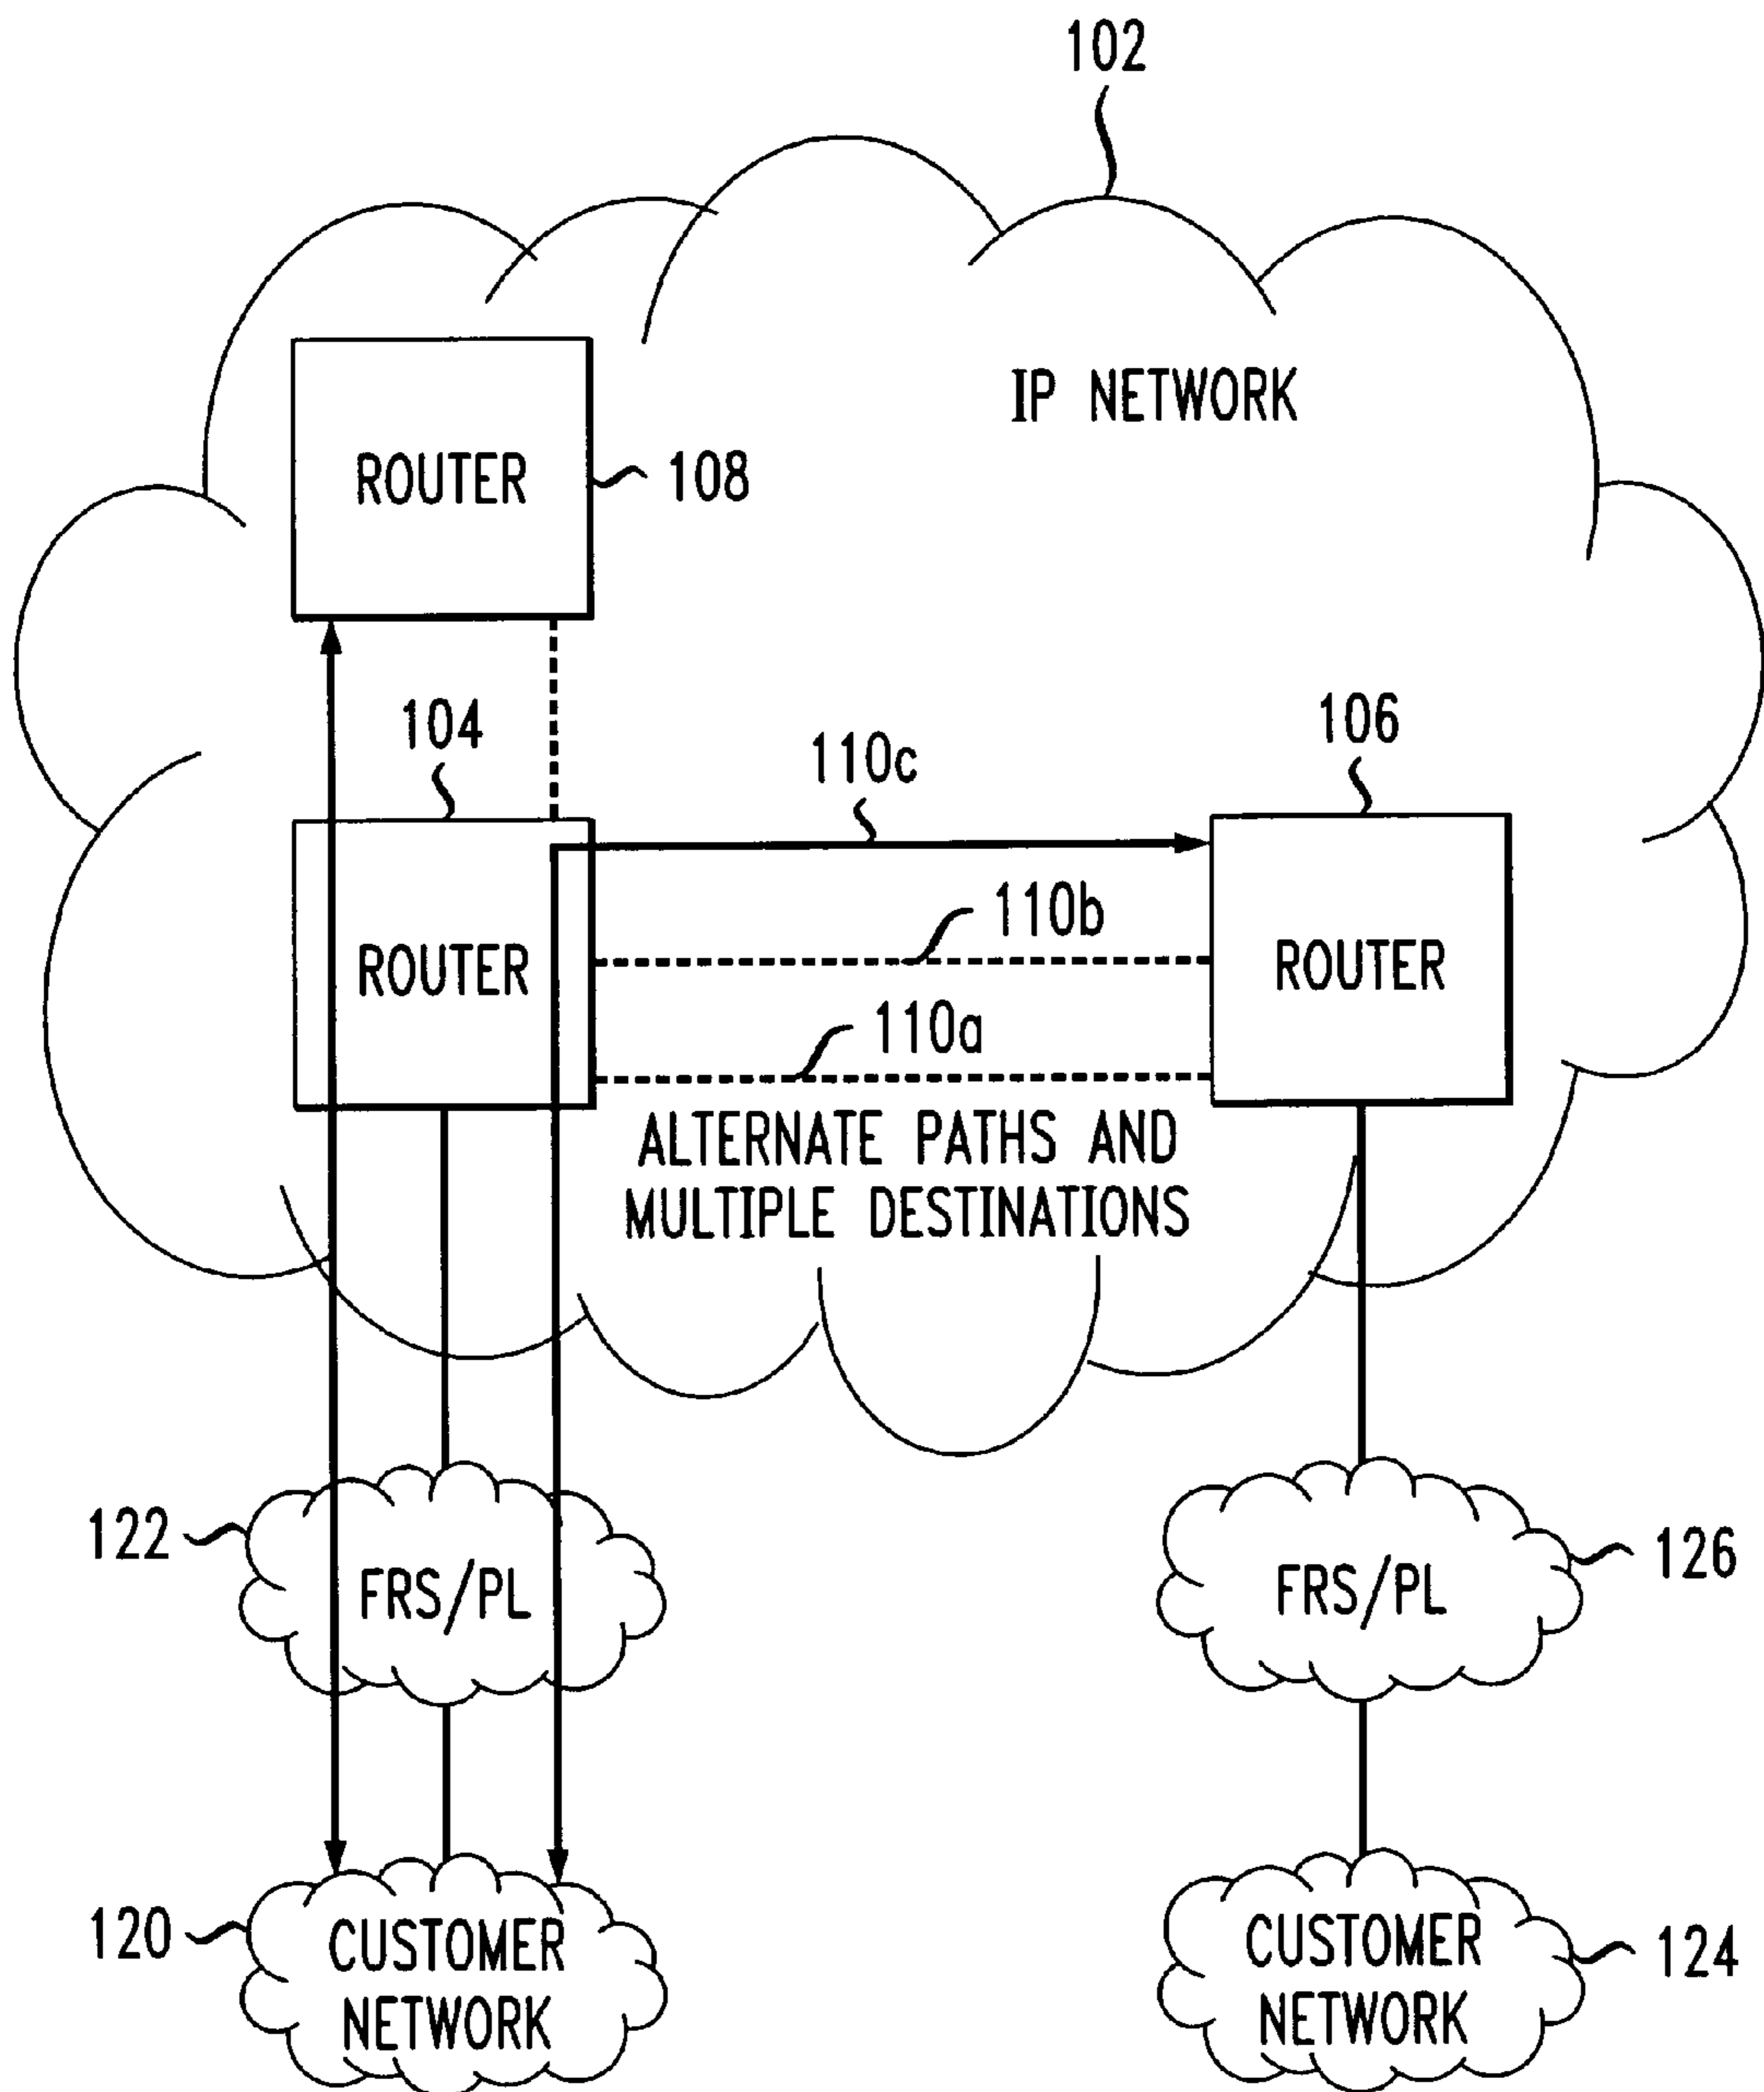 102
IP NETWORK
ROUTER
108
104
110c
106
110b
ROUTER
ROUTER
110a
ALTERNATE PATHS AND
MULTIPLE DESTINATIONS
122
FRS/PL
FRS/PL
126
120
CUSTOMER
NETWORK
CUSTOMER
NETWORK
124